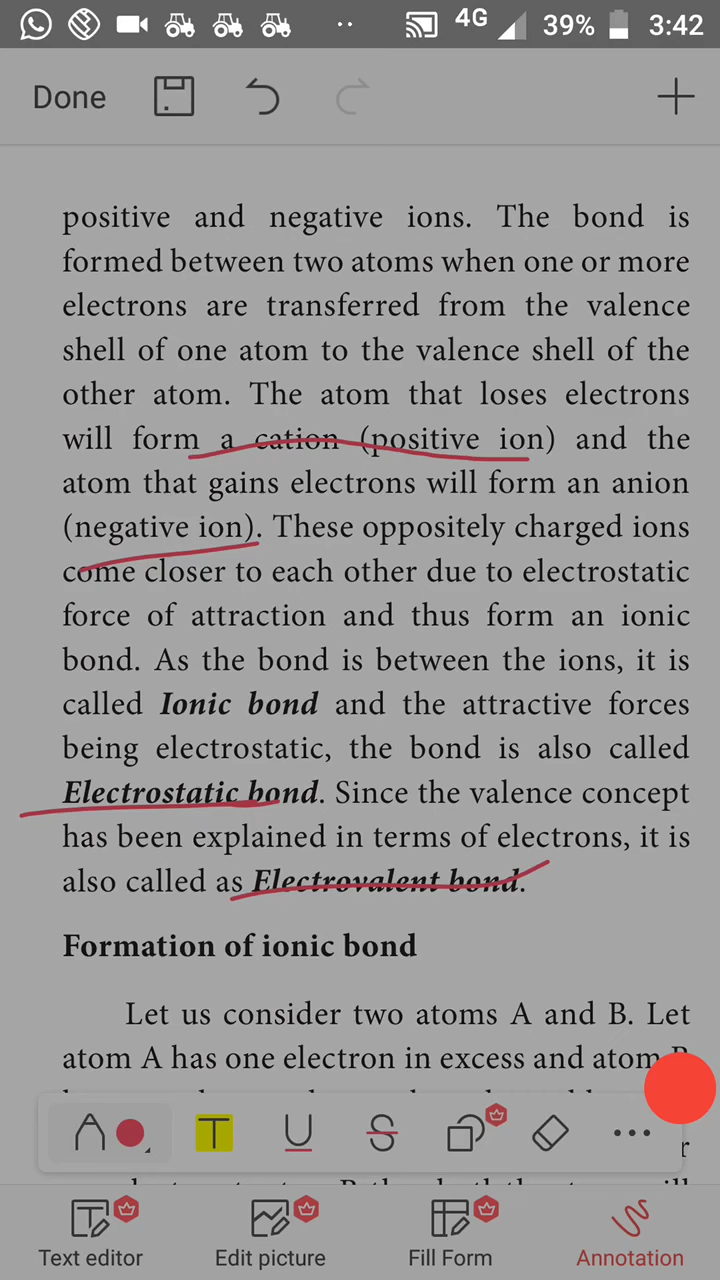 4G 39% 3:42
Done
positive and negative ions. The bond is
formed between two atoms when one or more
electrons are transferred from the valence
shell of one atom to the valence shell of the
other atom. The atom that loses electrons
will form a cation (positive ion) and the
atom that gains electrons will form an anion
(negative ion). These oppositely charged ions
come closer to each other due to electrostatic
force of attraction and thus form an ionic
bond. As the bond is between the ions, it is
called Ionic bond and the attractive forces
being electrostatic, the bond is also called
Electrostatic bond. Since the valence concept
has been explained in terms of electrons, it is
also called as Electrovalent bond.
Formation of ionic bond
Let us consider two atoms A and B. Let
atom A has one electron in excess and atom
T U S
Text editor Edit picture Fill Form Annotation